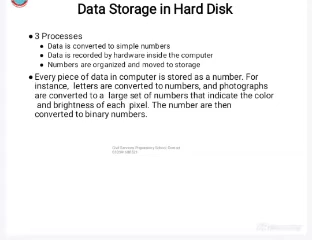 Data Storage in Hard Disk
● 3 Processes
● Data is converted to simple numbers
● Data is recorded by hardware inside the computer
● Numbers are organized and moved to storage
● Every piece of data in computer is stored as a number. For
instance, letters are converted to numbers, and photographs
are converted to a large set of numbers that indicate the color
and brightness of each pixel. The number are then
converted to binary numbers.